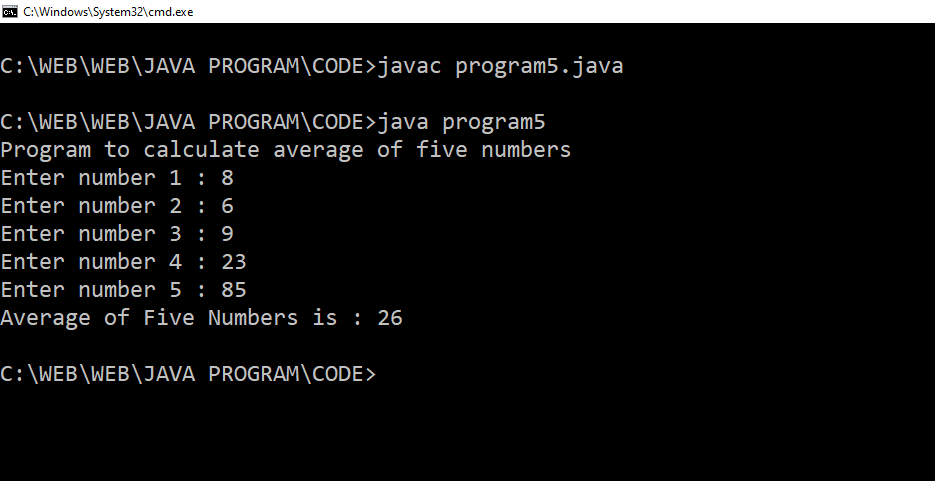 C:\Windows\System32\cmd.exe
C:\WEB\WEB\JAVA PROGRAM\CODE>javac program5.java
C:\WEB\WEB\JAVA PROGRAM\CODE>java program5
Program to calculate average of five numbers
Enter number 1 : 8
Enter number 2 : 6
Enter number 3 : 9
Enter number 4 : 23
Enter number 5 : 85
Average of Five Numbers is : 26
C:\WEB\WEB\JAVA PROGRAM\CODE>